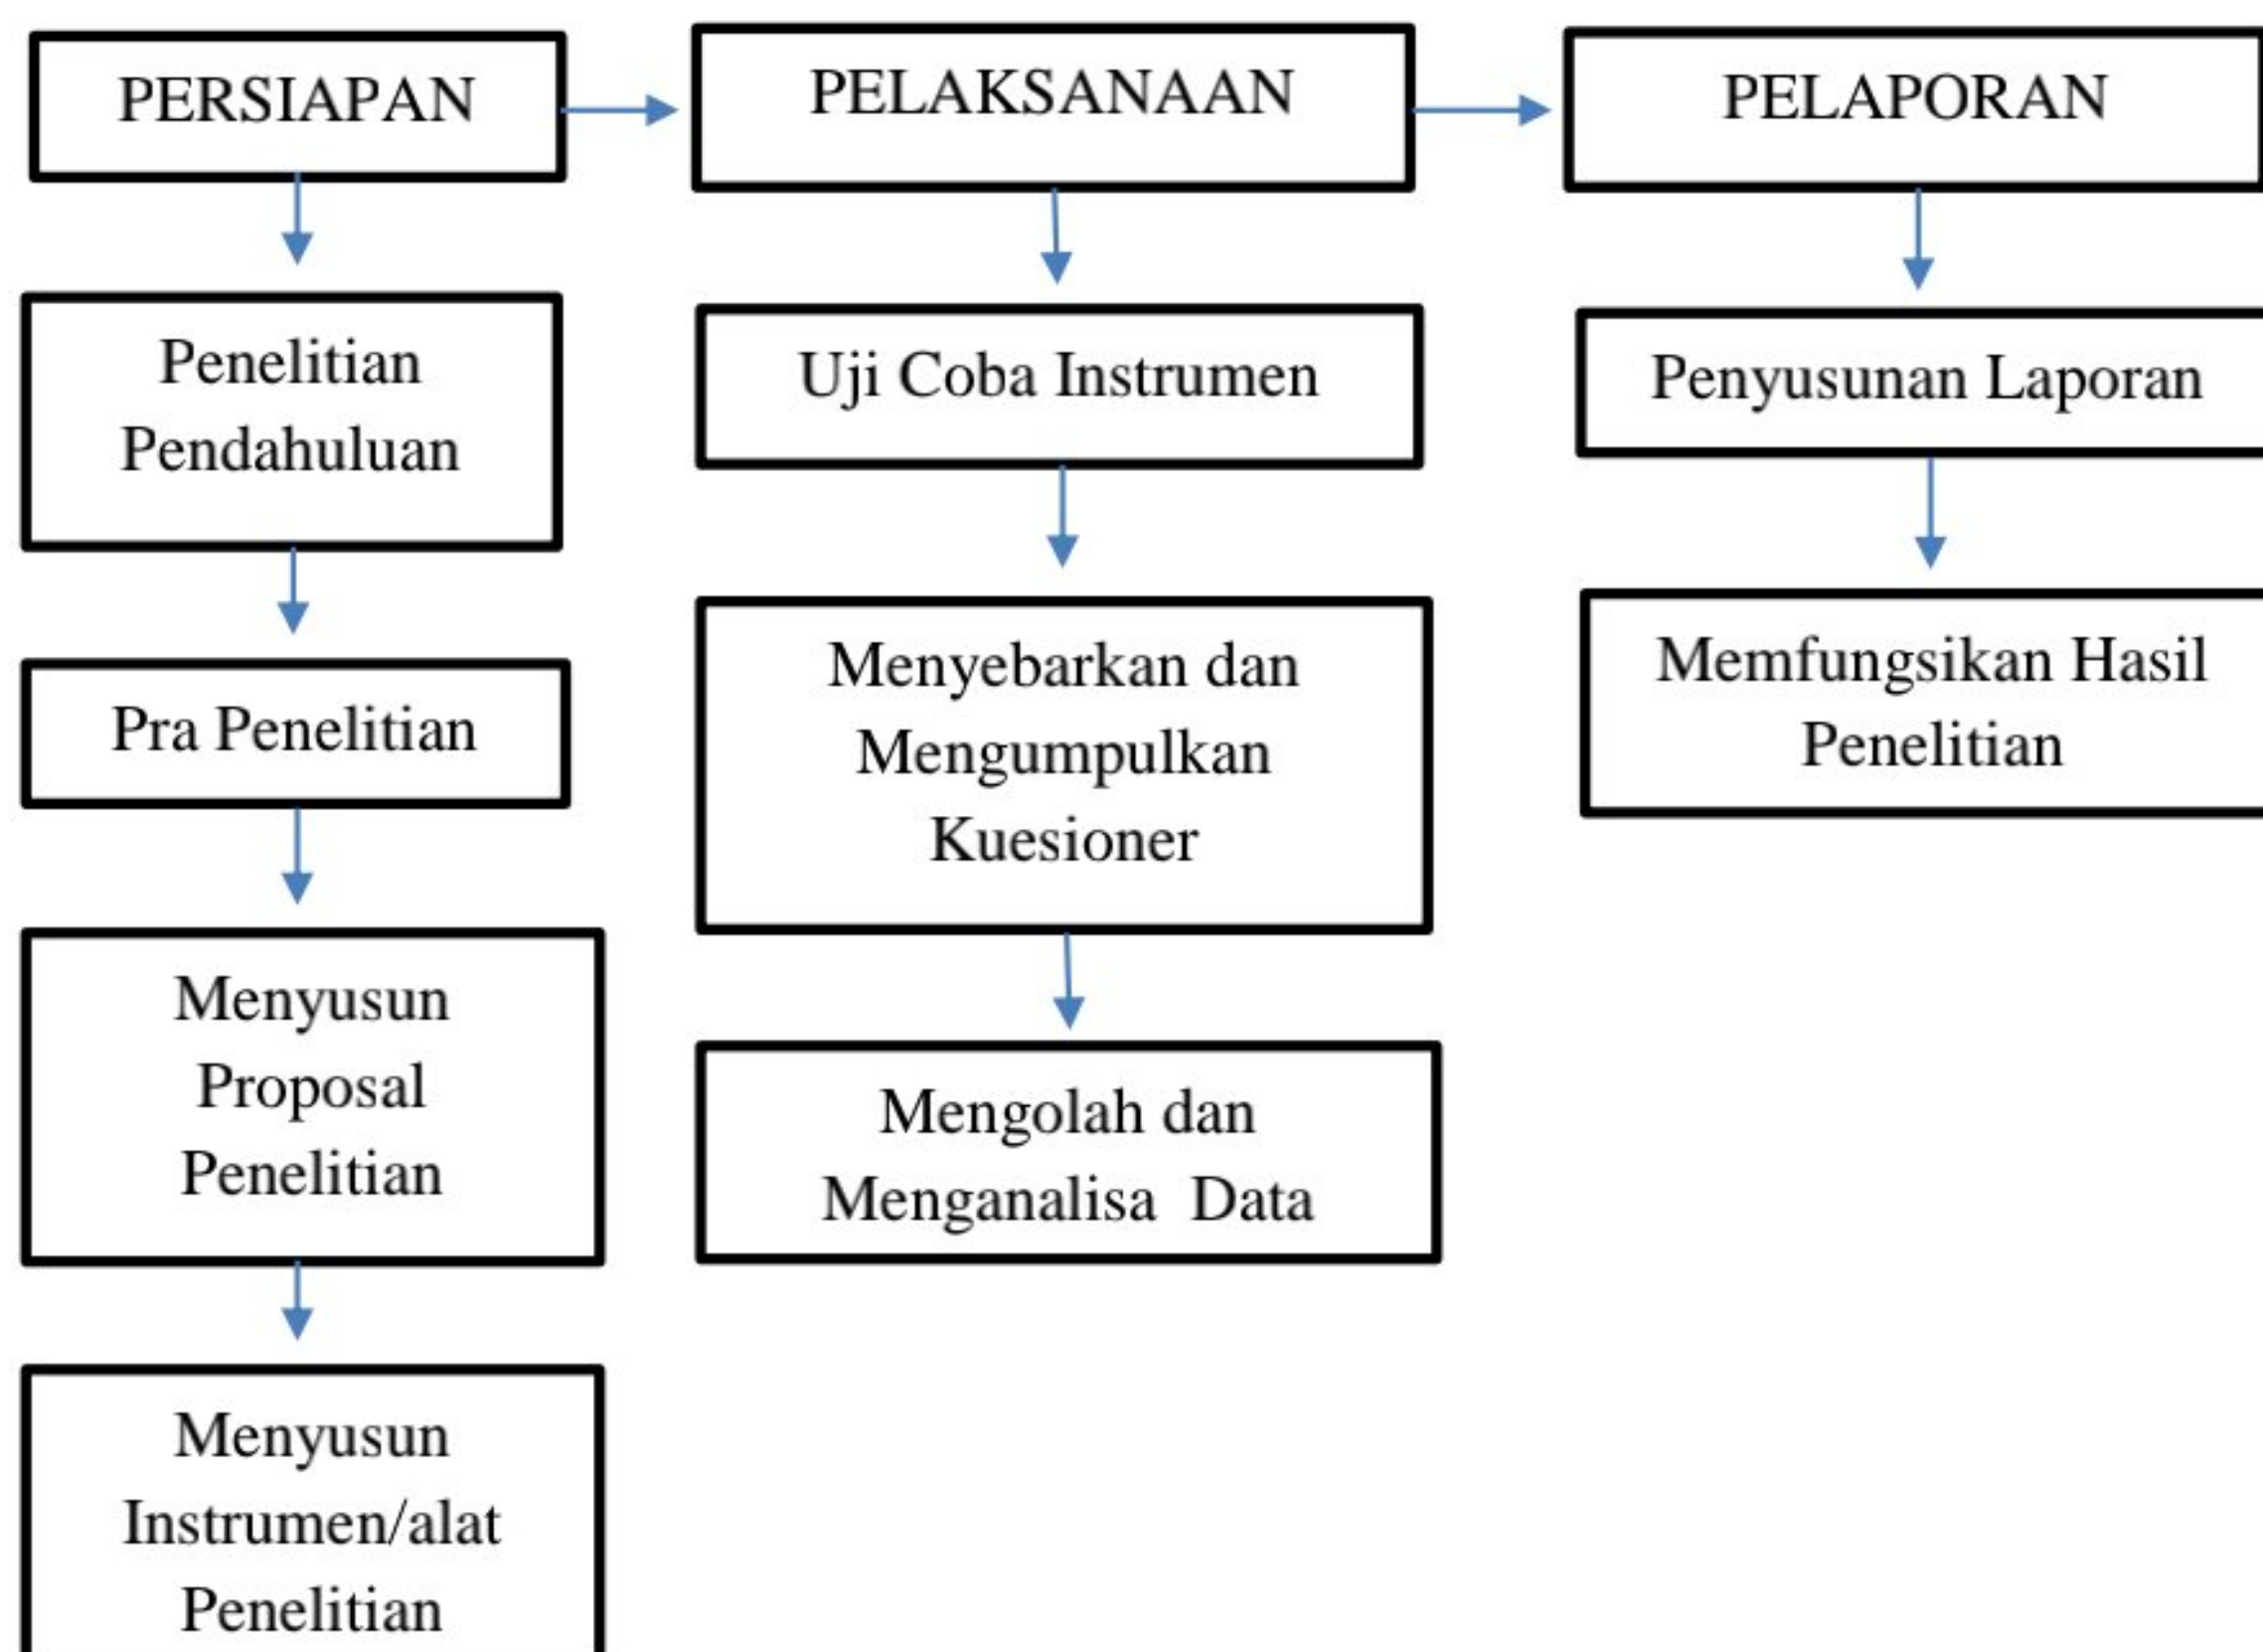 PERSIAPAN
PELAKSANAAN
PELAPORAN
Penelitian
Pendahuluan
Pra Penelitian
Menyusun
Proposal
Penelitian
Menyusun
Instrumen/alat
Penelitian
Uji Coba Instrumen
Menyebarkan dan
Mengumpulkan
Kuesioner
Mengolah dan
Menganalisa  Data
Penyusunan Laporan
Memfungsikan Hasil
Penelitian